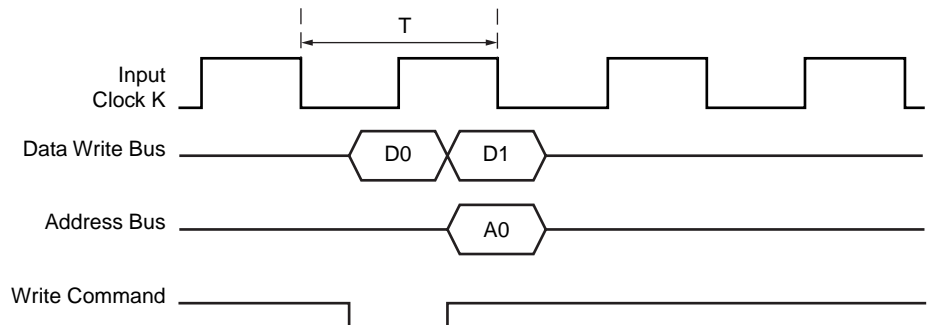 T
Input
Clock K
Data Write Bus
D0
D1
Address Bus
A0
Write Command